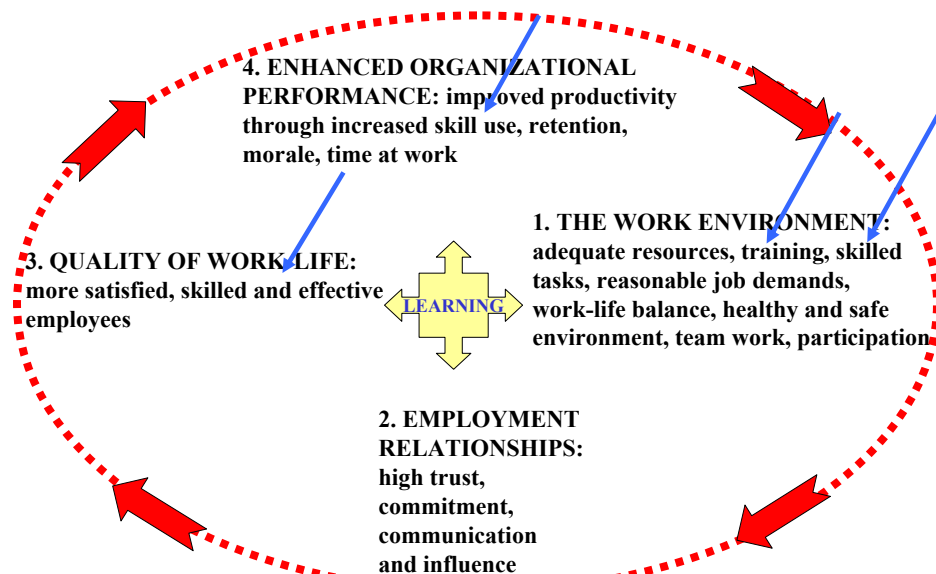 4. ENHANCED ORGANIZATIONAL
PERFORMANCE: improved productivity
through increased skill use, retention,
morale, time at work
1. THE WORK ENVIRONMENT:
adequate resources, training, skilled
tasks, reasonable job demands,
work-life balance, healthy and safe
environment, team work, participation
3. QUALITY OF WORK LIFE:
more satisfied, skilled and effective
employees
LEARNING
2. EMPLOYMENT
RELATIONSHIPS:
high trust,
commitment,
communication
and influence